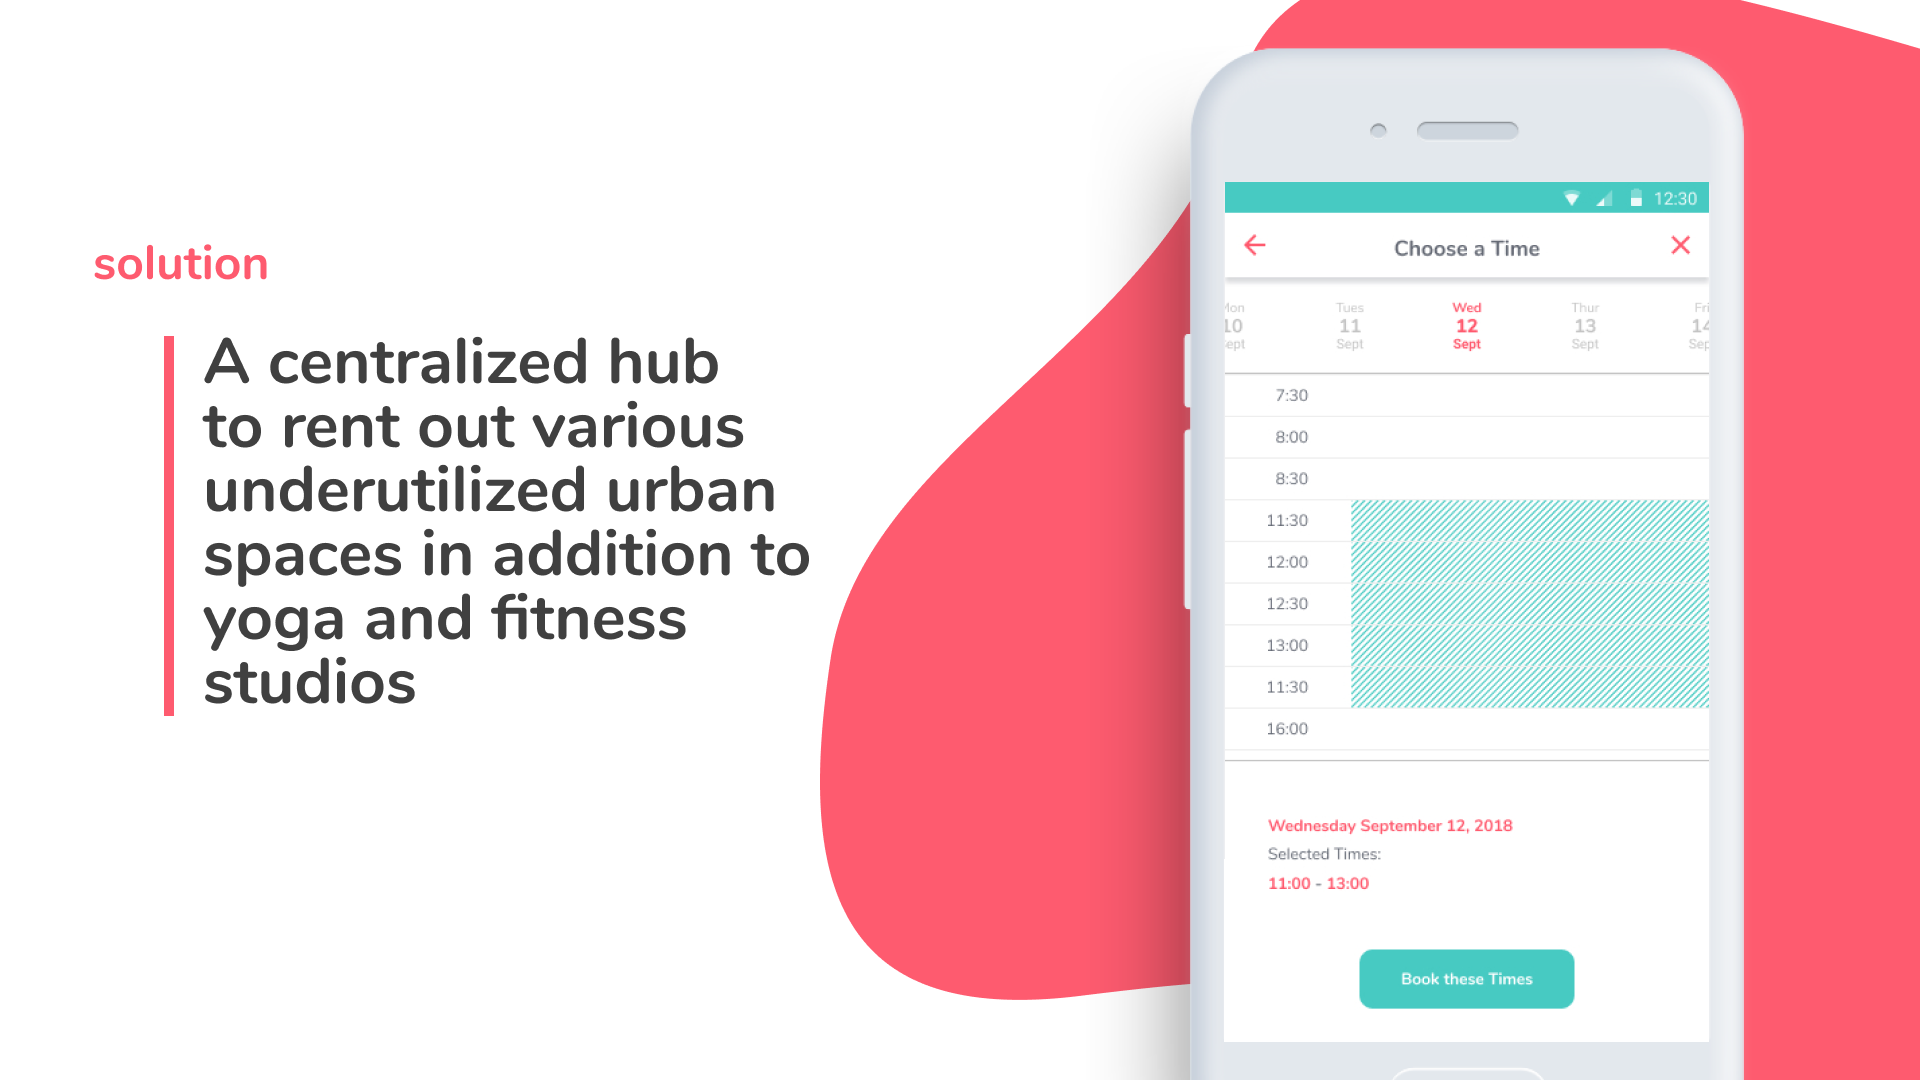 solution
A centralized hub
to rent out various
underutilized urban
spaces in addition to
yoga and fitness
studios
12:30
Choose a Time
Mon Tues Wed Thur Fri
10 11 12 13 14
Sept Sept Sept Sept Sep
7:30
8:00
8:30
11:30
12:00
12:30
13:00
11:30
16:00
Wednesday September 12, 2018
Selected Times:
11:00 - 13:00
Book these Times